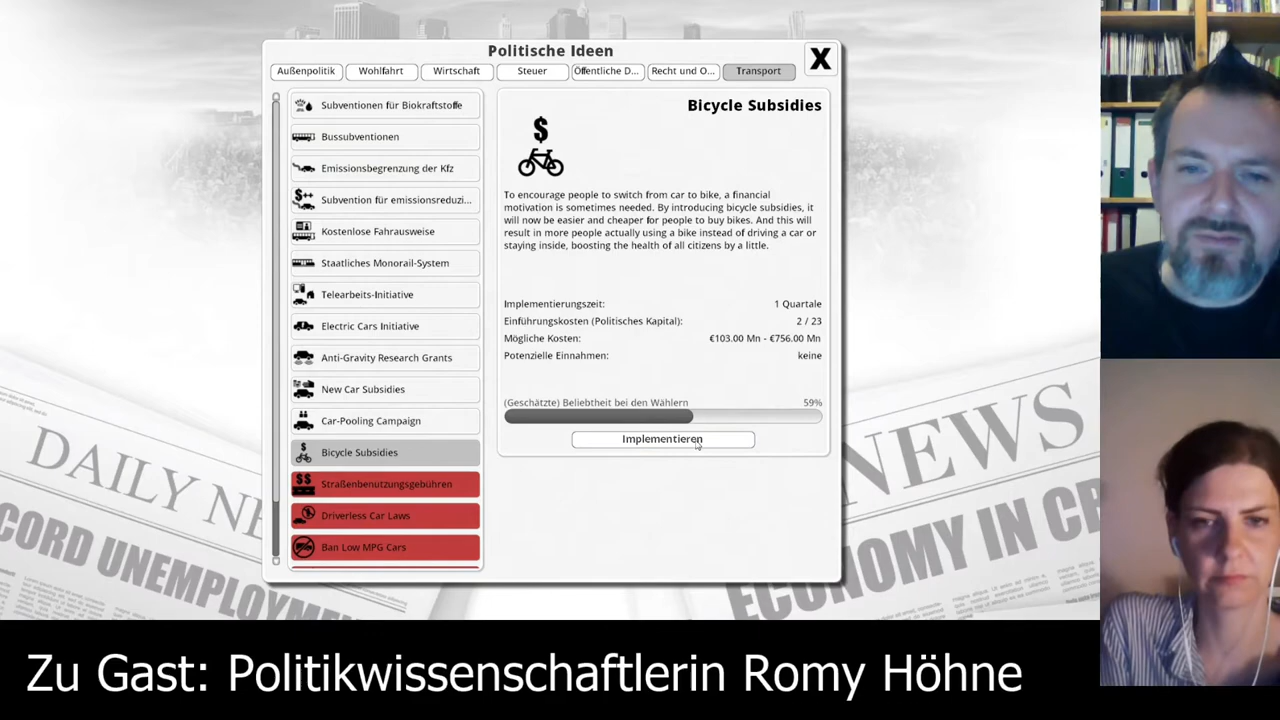 Politische Ideen
X
Außenpolitik
Wohlfahrt
Wirtschaft
Steuer
Öffentliche D...
Recht und O...
Transport
Subventionen für Biokraftstoffe
Bussubventionen
Emissionsbegrenzung der Kfz
Subvention für emissionsreduzi...
Kostenlose Fahrausweise
Staatliches Monorail-System
Telearbeits-Initiative
Electric Cars Initiative
Anti-Gravity Research Grants
New Car Subsidies
Car-Pooling Campaign
Bicycle Subsidies
Straßenbenutzungsgebühren
Driverless Car Laws
Ban Low MPG Cars
Bicycle Subsidies
To encourage people to switch from car to bike, a financial
motivation is sometimes needed. By introducing bicycle subsidies, it
will now be easier and cheaper for people to buy bikes. And this will
result in more people actually using a bike instead of driving a car or
staying inside, boosting the health of all citizens by a little.
Implementierungszeit: 1 Quartale
Einführungskosten (Politisches Kapital): 2 / 23
Mögliche Kosten: €103.00 Mn - €756.00 Mn
Potenzielle Einnahmen: keine
(Geschätzte) Beliebtheit bei den Wählern 59%
Implementieren
DAILY NE
CORD UNEMPLOYME
NEWS
ECONOMY IN CR
Zu Gast: Politikwissenschaftlerin Romy Höhne